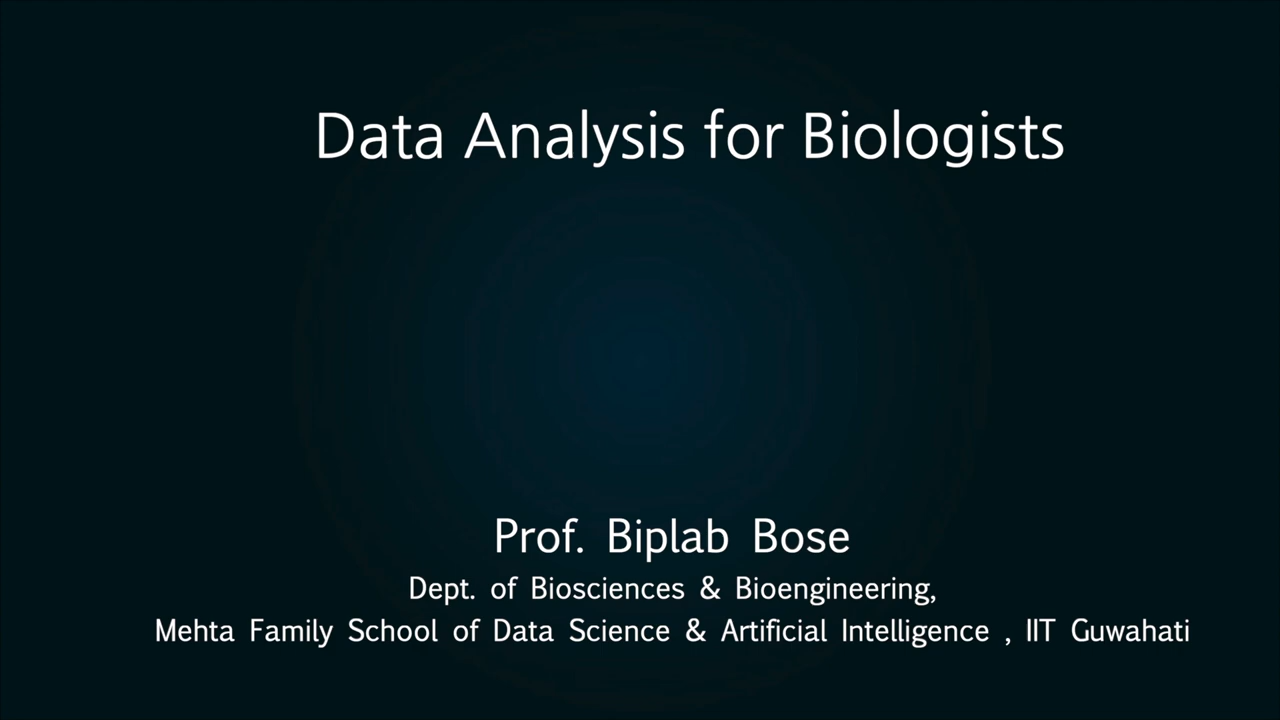 Data Analysis for Biologists
Prof. Biplab Bose
Dept. of Biosciences & Bioengineering,
Mehta Family School of Data Science & Artificial Intelligence , IIT Guwahati